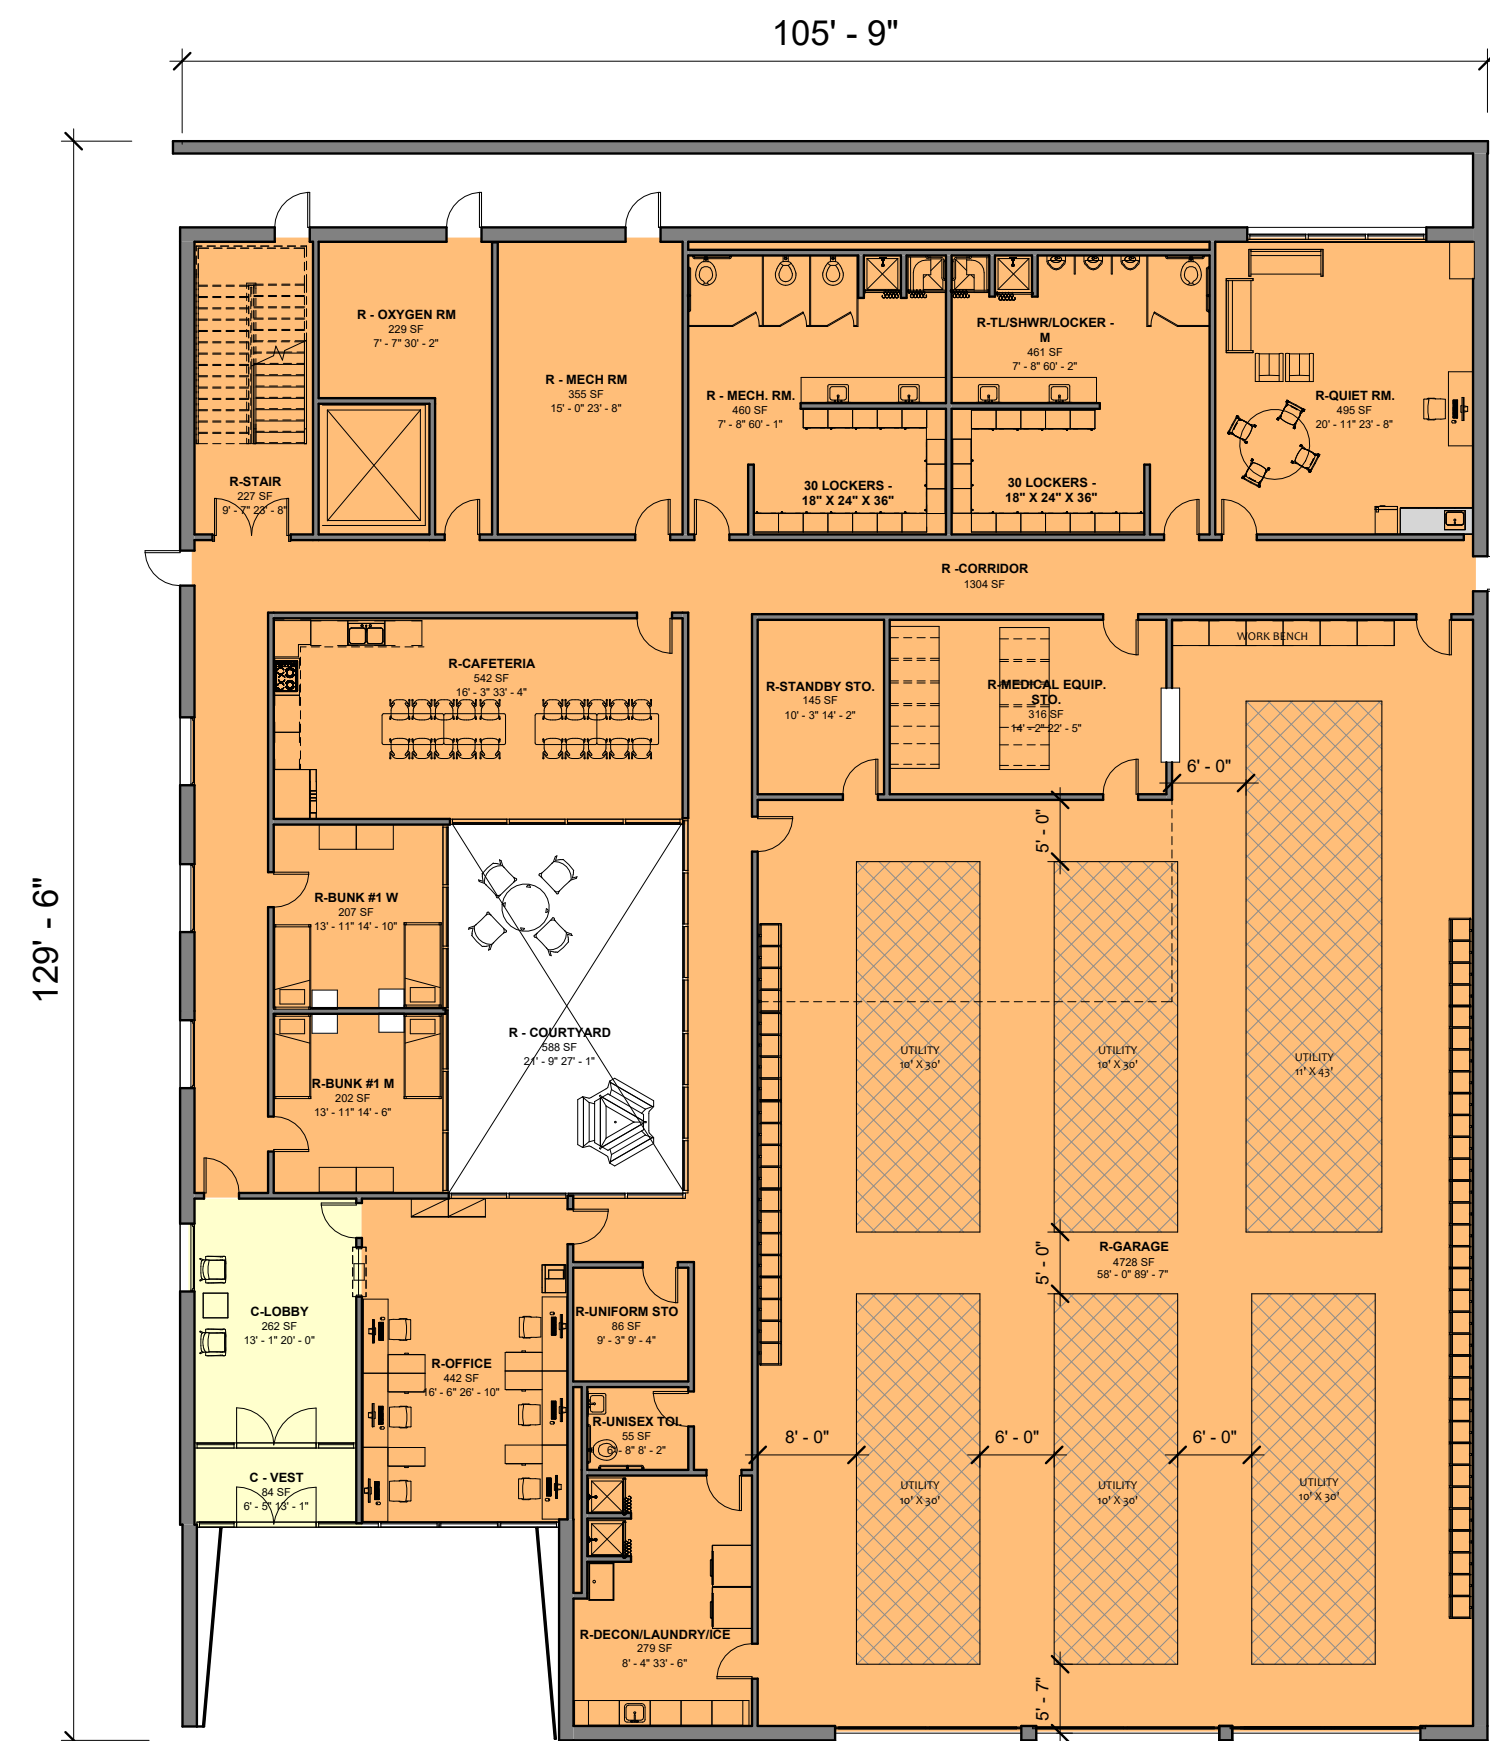 105' - 9"
129' - 6"
R - OXYGEN RM
229 SF
7' - 7" 30' - 2"
R - MECH RM
355 SF
15' - 0" 23' - 8"
R - MECH. RM.
460 SF
7' - 8" 60' - 1"
R-TL/SHWR/LOCKER -
M
461 SF
7' - 8" 60' - 2"
R-QUIET RM.
495 SF
20' - 11" 23' - 8"
R-STAIR
227 SF
9' - 7" 23' - 8"
30 LOCKERS -
18" X 24" X 36"
30 LOCKERS -
18" X 24" X 36"
R -CORRIDOR
1304 SF
WORK BENCH
R-CAFETERIA
542 SF
16' - 3" 33' - 4"
R-STANDBY STO.
145 SF
10' - 3" 14' - 2"
R-MEDICAL EQUIP.
STO.
316 SF
14' - 2" 22' - 5"
6' - 0"
5' - 0"
R-BUNK #1 W
207 SF
13' - 11" 14' - 10"
R - COURTYARD
588 SF
21' - 9" 27' - 1"
UTILITY
10' X 30'
UTILITY
10' X 30'
UTILITY
11' X 43'
R-BUNK #1 M
202 SF
13' - 11" 14' - 6"
R-GARAGE
4728 SF
58' - 0" 89' - 7"
5' - 0"
C-LOBBY
262 SF
13' - 1" 20' - 0"
R-UNIFORM STO
86 SF
9' - 3" 9' - 4"
R-OFFICE
442 SF
16' - 6" 26' - 10"
R-UNISEX TOI.
55 SF
6' - 8" 8' - 2"
8' - 0"
6' - 0"
6' - 0"
C - VEST
84 SF
6' - 5" 13' - 1"
UTILITY
10' X 30'
UTILITY
10' X 30'
UTILITY
10' X 30'
R-DECON/LAUNDRY/ICE
279 SF
8' - 4" 33' - 6"
5' - 7"